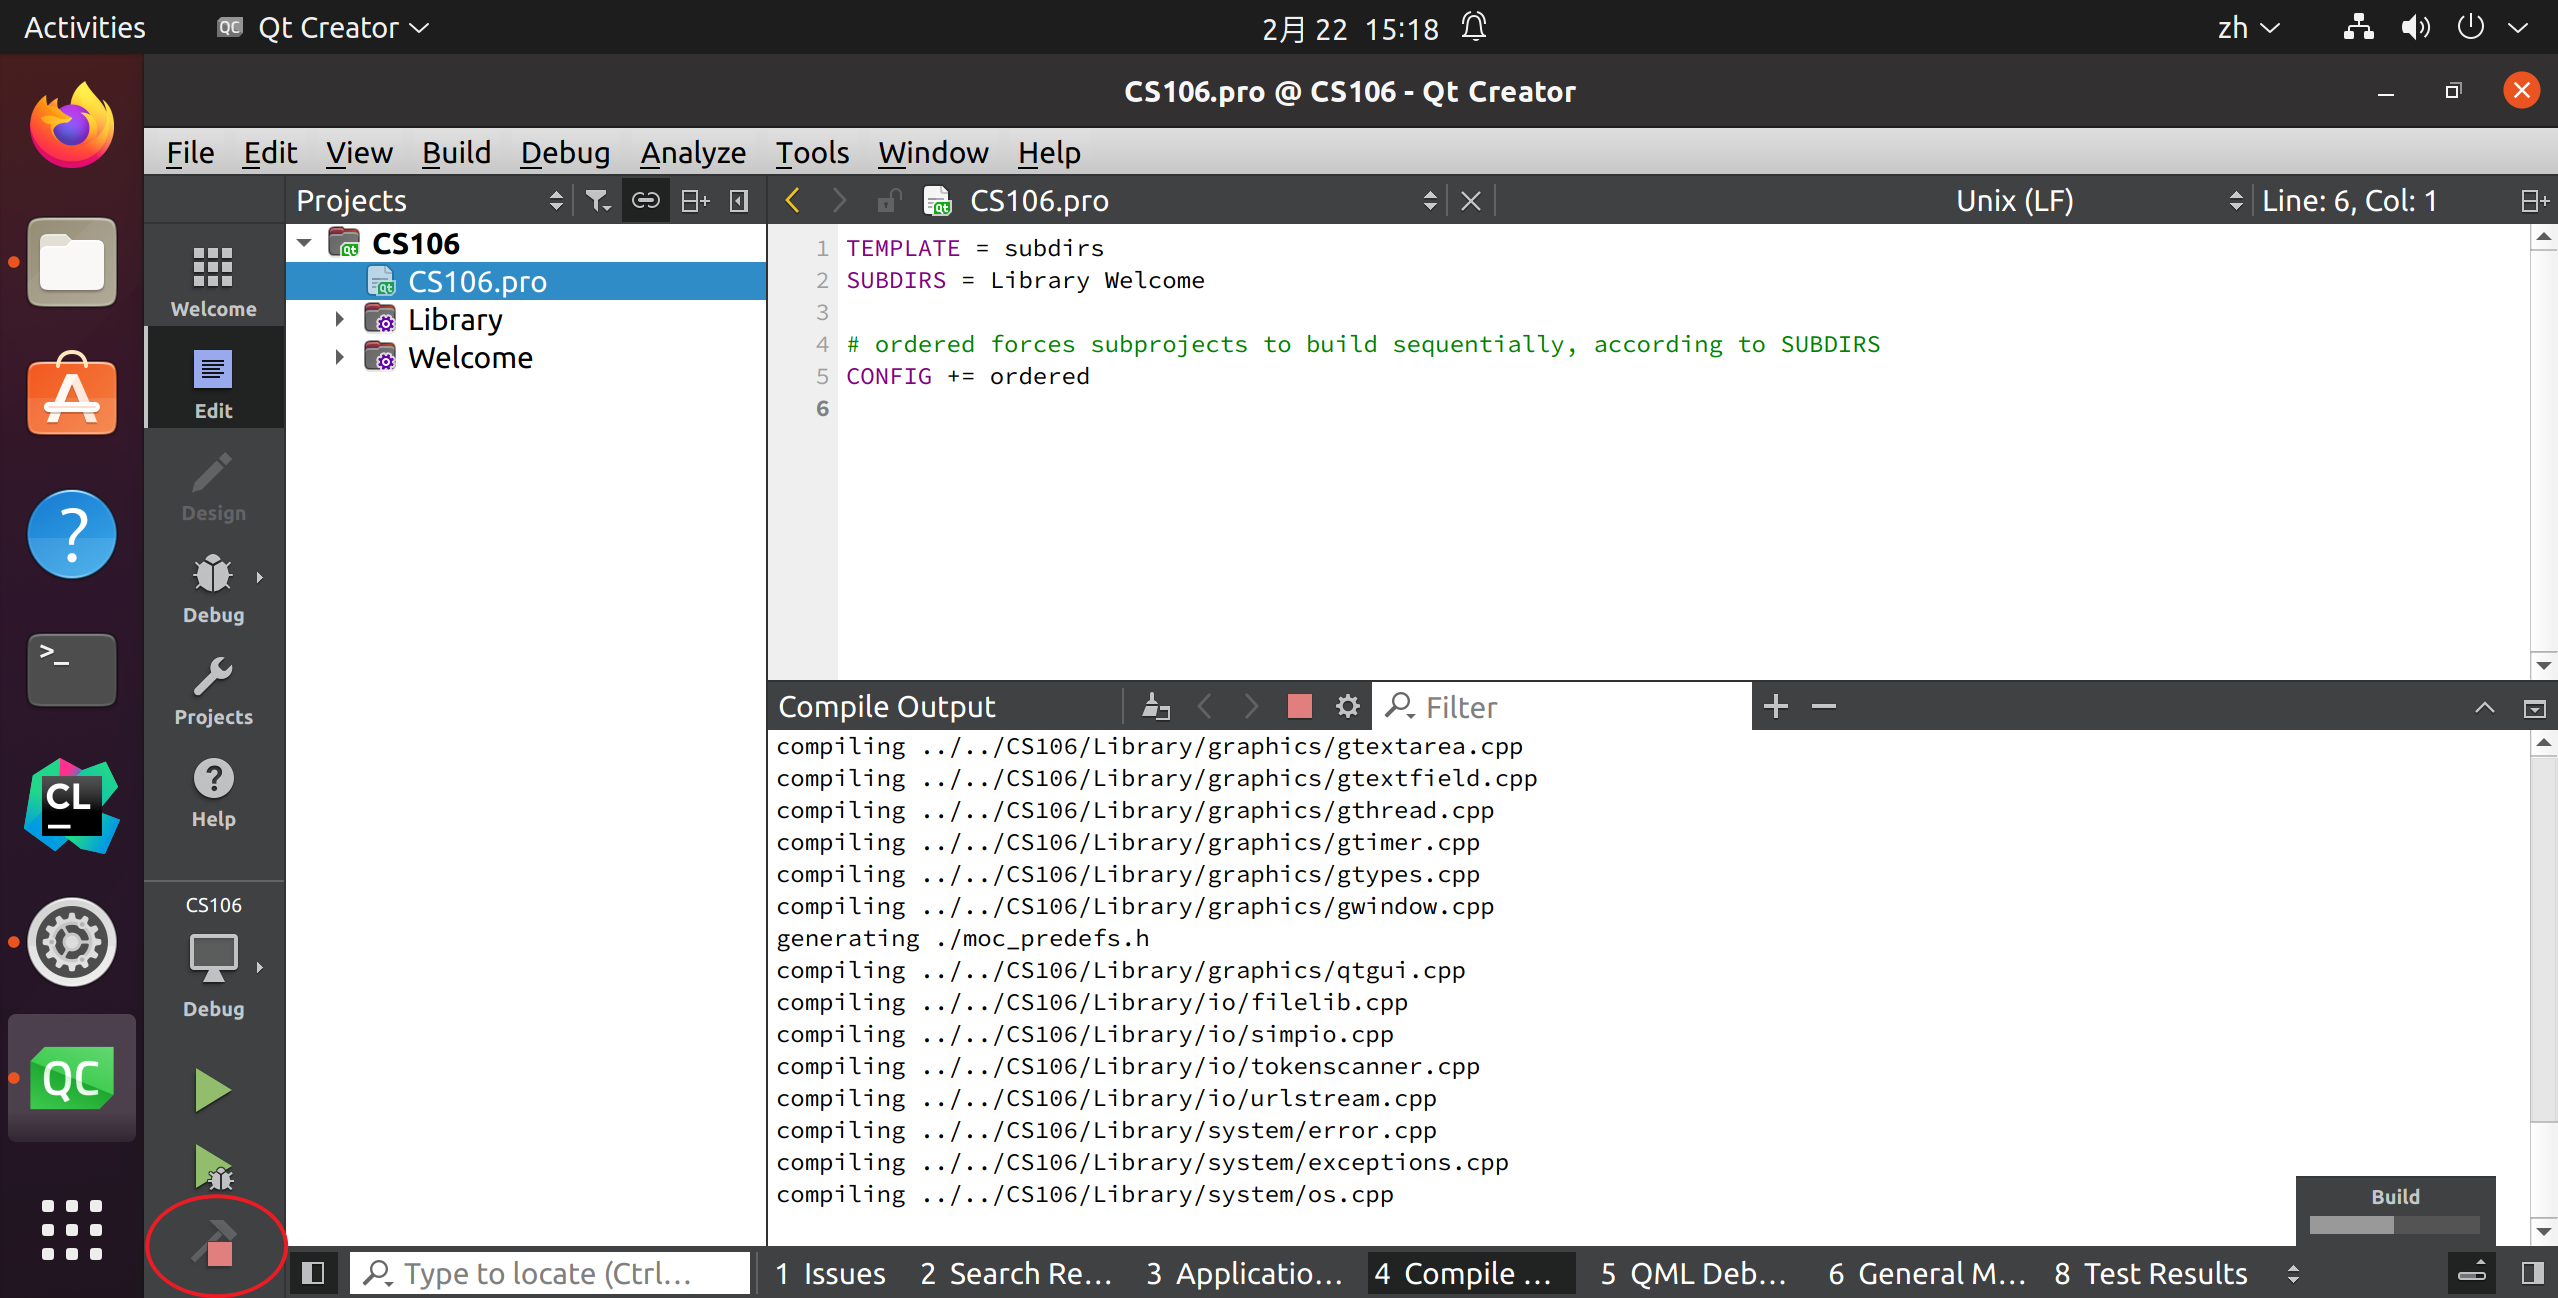 Activities
QC Qt Creator
2月 22 15:18
zh
CS106.pro @ CS106 - Qt Creator
File Edit View Build Debug Analyze Tools Window Help
Projects
CS106.pro
Unix (LF)
Line: 6, Col: 1
Welcome
Edit
Design
Debug
Projects
Help
CS106
Debug
CS106
CS106.pro
Library
Welcome
1 TEMPLATE = subdirs
2 SUBDIRS = Library Welcome
3
4 # ordered forces subprojects to build sequentially, according to SUBDIRS
5 CONFIG += ordered
6
Compile Output
Filter
compiling ../../CS106/Library/graphics/gtextarea.cpp
compiling ../../CS106/Library/graphics/gtextfield.cpp
compiling ../../CS106/Library/graphics/gthread.cpp
compiling ../../CS106/Library/graphics/gtimer.cpp
compiling ../../CS106/Library/graphics/gtypes.cpp
compiling ../../CS106/Library/graphics/gwindow.cpp
generating ./moc_predefs.h
compiling ../../CS106/Library/graphics/qtgui.cpp
compiling ../../CS106/Library/io/filelib.cpp
compiling ../../CS106/Library/io/simpio.cpp
compiling ../../CS106/Library/io/tokenscanner.cpp
compiling ../../CS106/Library/io/urlstream.cpp
compiling ../../CS106/Library/system/error.cpp
compiling ../../CS106/Library/system/exceptions.cpp
compiling ../../CS106/Library/system/os.cpp
Build
CL
QC
Type to locate (Ctrl...
1 Issues 2 Search Re... 3 Applicatio... 4 Compile ... 5 QML Deb... 6 General M... 8 Test Results